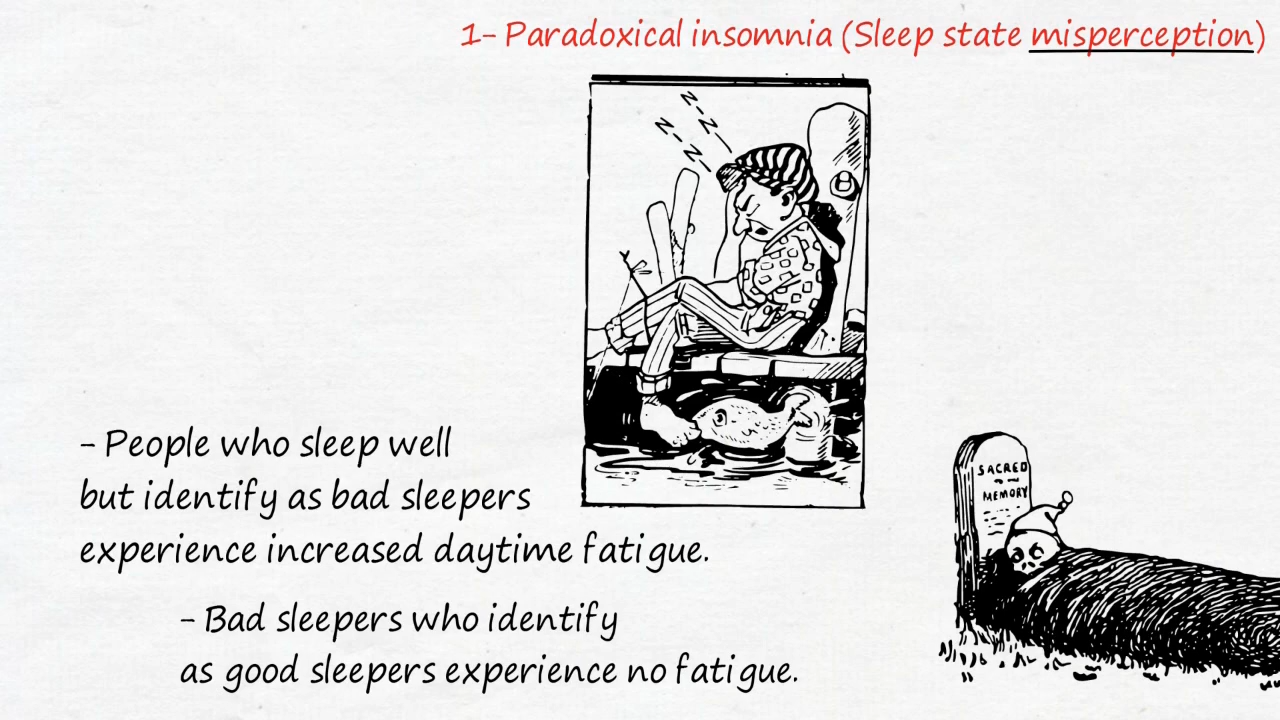 1- Paradoxical insomnia (Sleep state misperception)
Z-Z-
Z-Z-
- People who sleep well
but identify as bad sleepers
experience increased daytime fatigue.
- Bad sleepers who identify
as good sleepers experience no fatigue.
SACRED
MEMORY